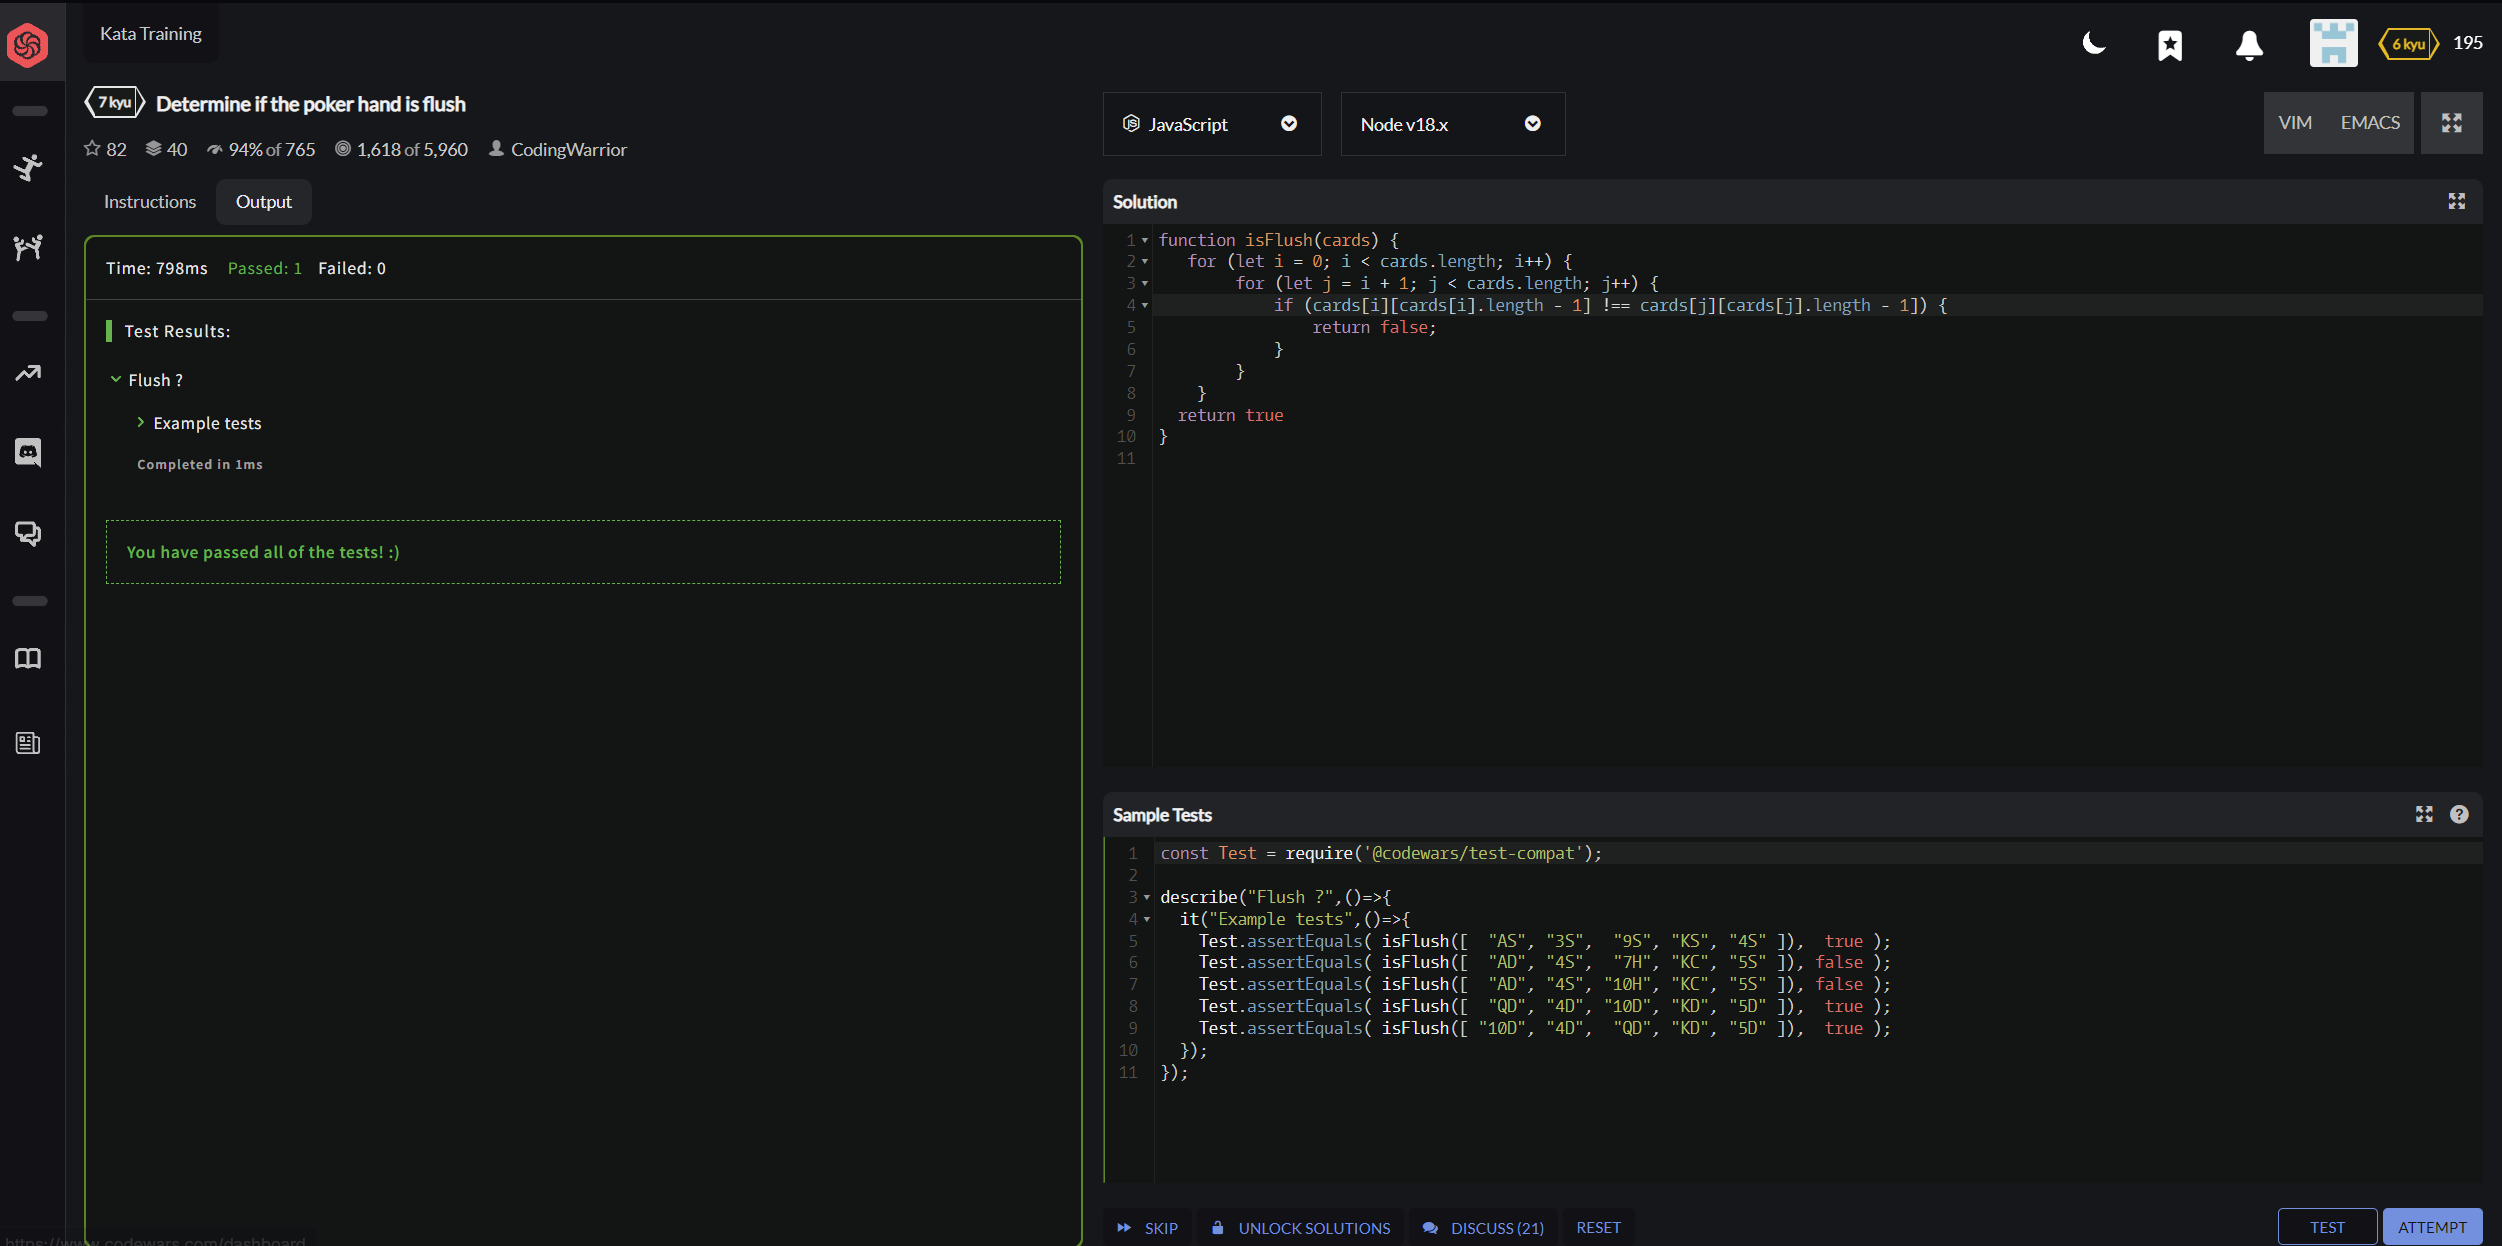 Kata Training
6 kyu 195
7 kyu Determine if the poker hand is flush
82 40 94% of 765 1,618 of 5,960 CodingWarrior
JavaScript Node v18.x VIM EMACS
Instructions Output
Time: 798ms Passed: 1 Failed: 0
Test Results:
Flush ?
Example tests
Completed in 1ms
You have passed all of the tests! :)
Solution
1 function isFlush(cards) {
2 for (let i = 0; i < cards.length; i++) {
3 for (let j = i + 1; j < cards.length; j++) {
4 if (cards[i][cards[i].length - 1] !== cards[j][cards[j].length - 1]) {
5 return false;
6 }
7 }
8 }
9 return true
10 }
11
Sample Tests
1 const Test = require('@codewars/test-compat');
2
3 describe("Flush ?",()=>{
4 it("Example tests",()=>{
5 Test.assertEquals( isFlush([ "AS", "3S", "9S", "KS", "4S" ]), true );
6 Test.assertEquals( isFlush([ "AD", "4S", "7H", "KC", "5S" ]), false );
7 Test.assertEquals( isFlush([ "AD", "4S", "10H", "KC", "5S" ]), false );
8 Test.assertEquals( isFlush([ "QD", "4D", "10D", "KD", "5D" ]), true );
9 Test.assertEquals( isFlush([ "10D", "4D", "QD", "KD", "5D" ]), true );
10 });
11 });
SKIP UNLOCK SOLUTIONS DISCUSS (21) RESET TEST ATTEMPT
https://www.codewars.com/dashboard